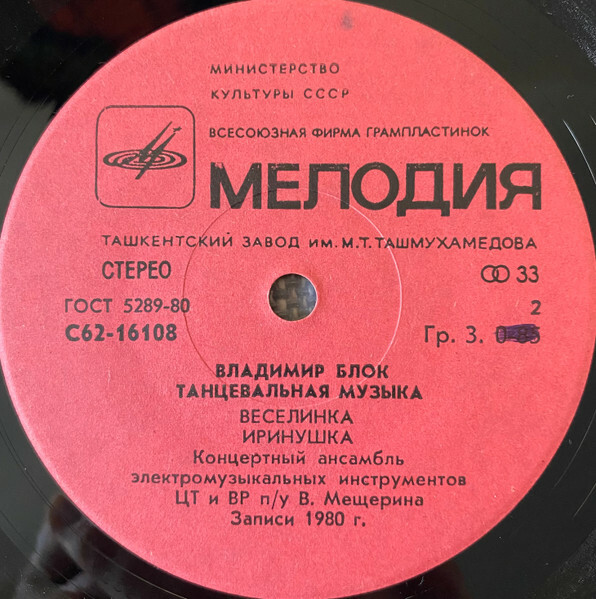 МИНИСТЕРСТВО
КУЛЬТУРЫ СССР
ВСЕСОЮЗНАЯ ФИРМА ГРАМПЛАСТИНОК
МЕЛОДИЯ
ТАШКЕНТСКИЙ ЗАВОД ИМ. М.Т. ТАШМУХАМЕДОВА
СТЕРЕО 33
ГОСТ 5289-80 2
С62-16108 Гр. 3.
ВЛАДИМИР БЛОК
ТАНЦЕВАЛЬНАЯ МУЗЫКА
ВЕСЕЛИНКА
ИРИНУШКА
Концертный ансамбль
электромузыкальных инструментов
ЦТ и ВР п/у В. Мещерина
Записи 1980 г.